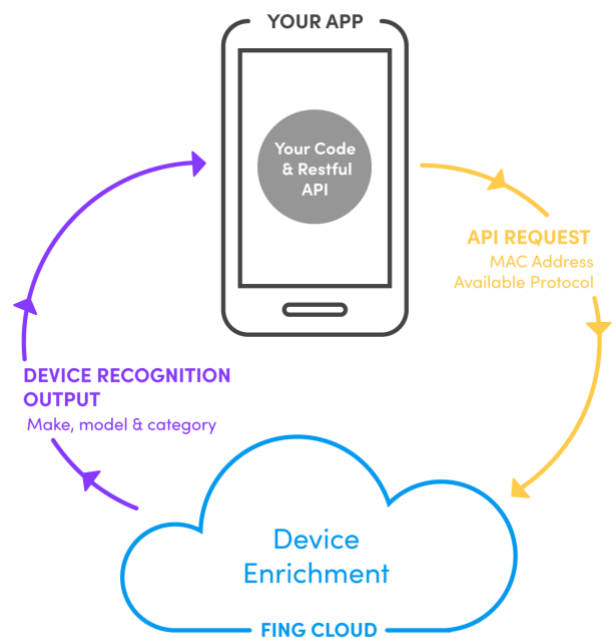 YOUR APP
Your Code
& Restful
API
API REQUEST
MAC Address
Available Protocol
DEVICE RECOGNITION
OUTPUT
Make, model & category
Device
Enrichment
FING CLOUD